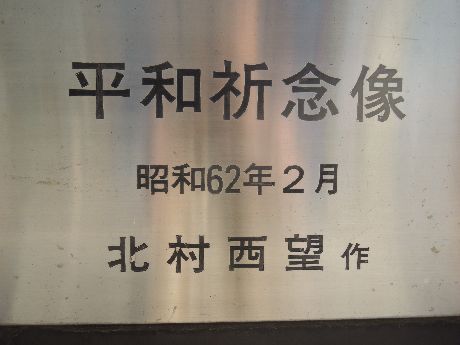 平和祈念像
昭和62年２月
北村西望作